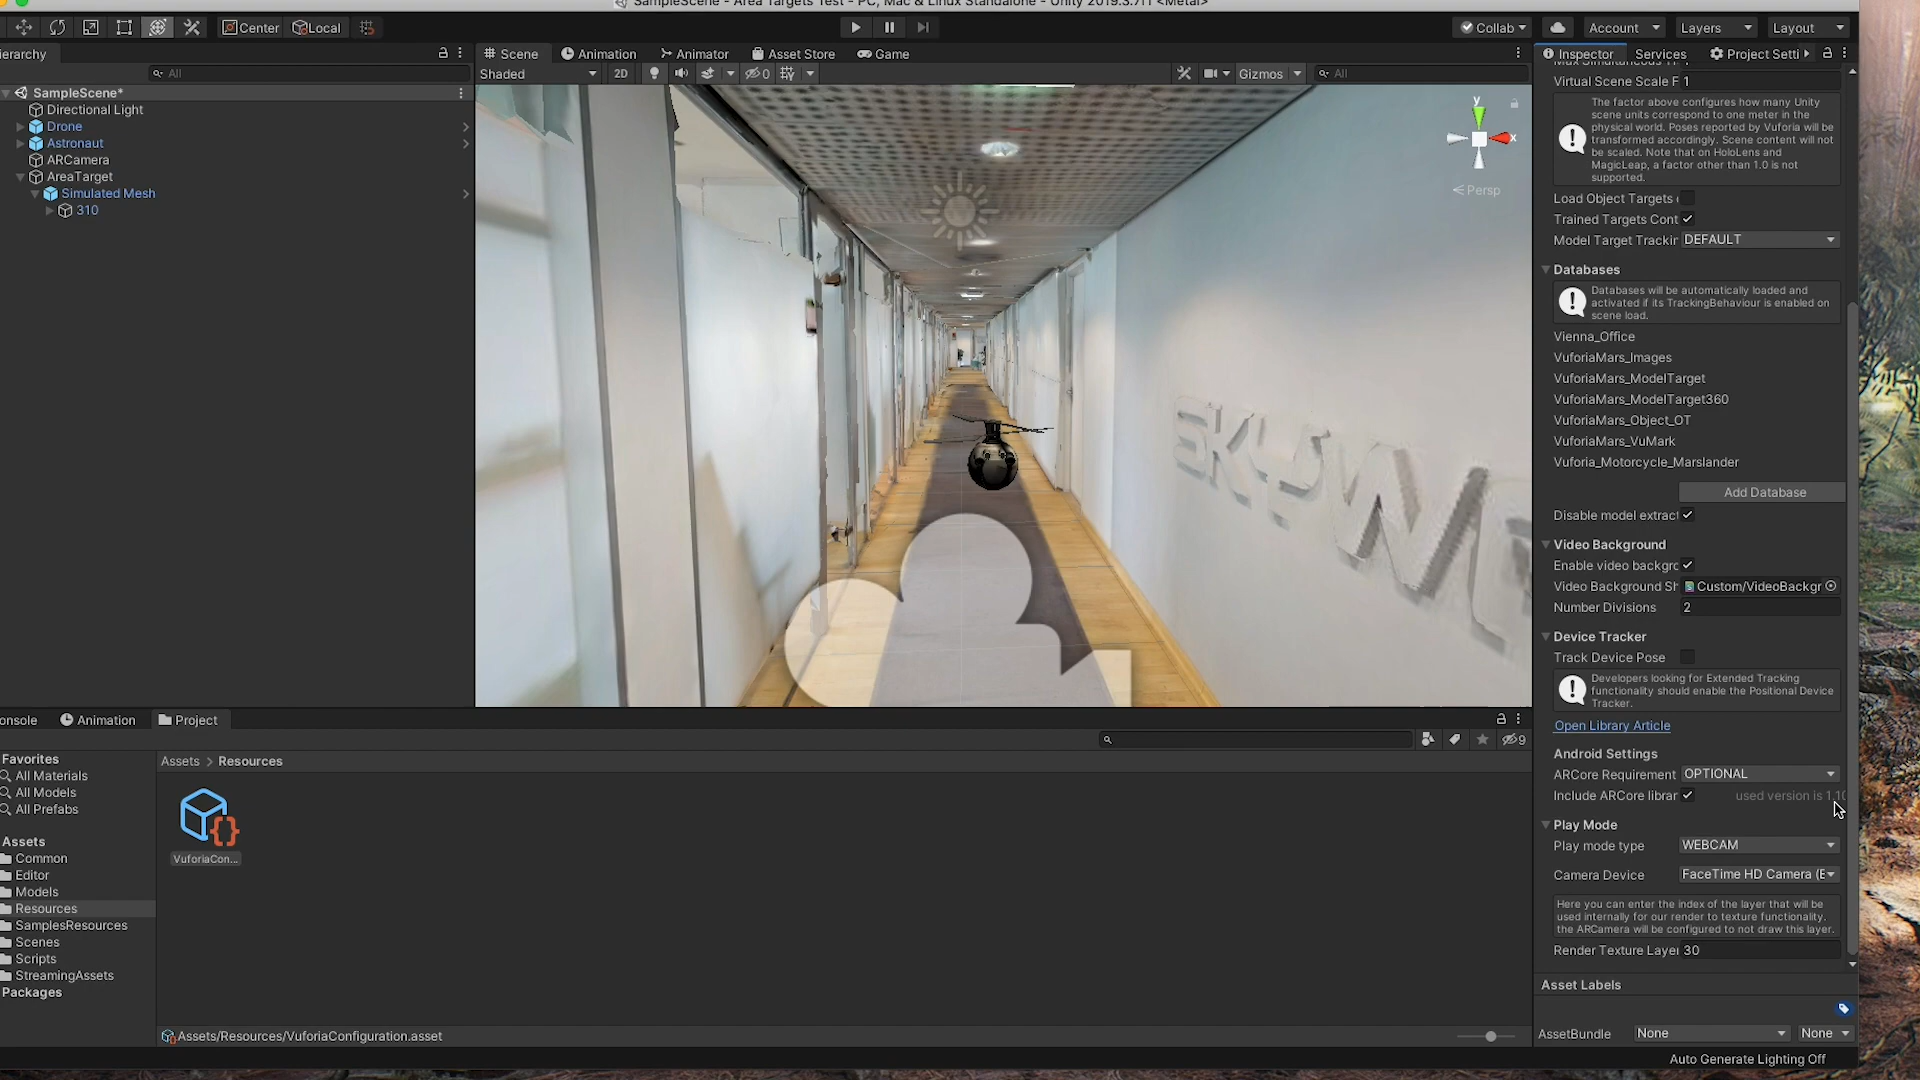 SampleScene - Area Targets Test - PC, Mac & Linux Standalone - Unity 2019.3.7f1 <Metal>
Center
Local
Collab
Account
Layers
Layout
ierarchy
Scene
Animation
Animator
Asset Store
Game
Inspector
Services
Project Setti
All
Shaded
2D
0
Gizmos
All
SampleScene*
Directional Light
Drone
Astronaut
ARCamera
AreaTarget
Simulated Mesh
310
y
x
Persp
SKYW
Virtual Scene Scale F 1
The factor above configures how many Unity
scene units correspond to one meter in the
physical world. Poses reported by Vuforia will be
transformed accordingly. Scene content will not
be scaled. Note that on HoloLens and
MagicLeap, a factor other than 1.0 is not
supported.
Load Object Targets
Trained Targets Cont
Model Target Trackin DEFAULT
Databases
Databases will be automatically loaded and
activated if its TrackingBehaviour is enabled on
scene load.
Vienna_Office
VuforiaMars_Images
VuforiaMars_ModelTarget
VuforiaMars_ModelTarget360
VuforiaMars_Object_OT
VuforiaMars_VuMark
Vuforia_Motorcycle_Marslander
Add Database
Disable model extract
Video Background
Enable video backgro
Video Background Sh Custom/VideoBackgr
Number Divisions 2
Device Tracker
Track Device Pose
Developers looking for Extended Tracking
functionality should enable the Positional Device
Tracker.
Open Library Article
Android Settings
ARCore Requirement OPTIONAL
Include ARCore librar used version is 1.10
Play Mode
Play mode type WEBCAM
Camera Device FaceTime HD Camera (B
Here you can enter the index of the layer that will be
used internally for our render to texture functionality.
the ARCamera will be configured to not draw this layer.
Render Texture Layer 30
Asset Labels
AssetBundle None None
Auto Generate Lighting Off
onsole
Animation
Project
9
Favorites
All Materials
All Models
All Prefabs
Assets
Common
Editor
Models
Resources
SamplesResources
Scenes
Scripts
StreamingAssets
Packages
Assets > Resources
{}
VuforiaCon...
Assets/Resources/VuforiaConfiguration.asset